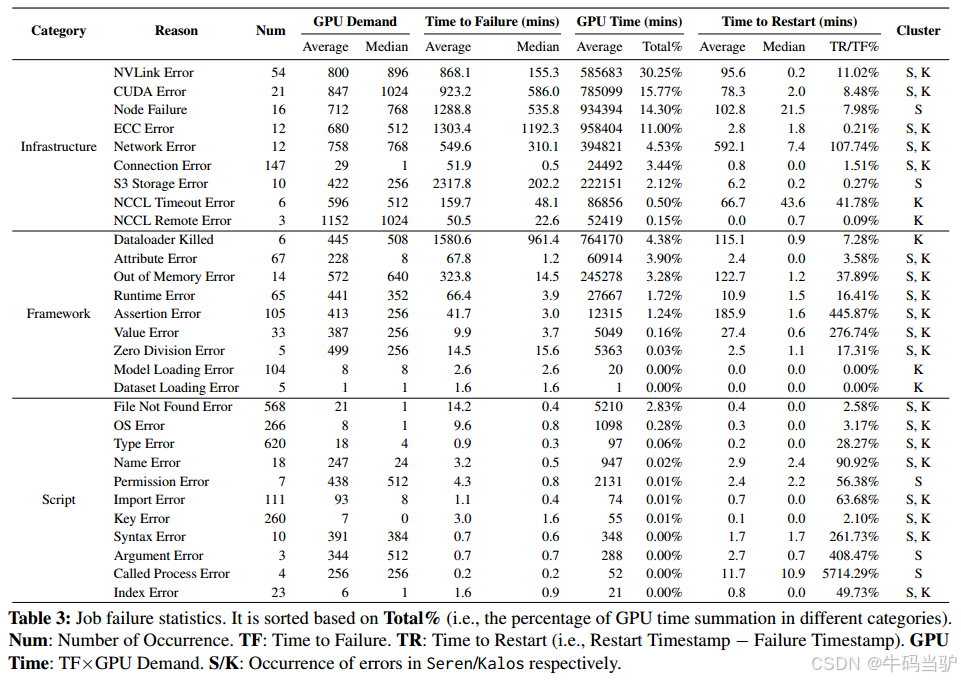 Category Reason Num GPU Demand Time to Failure (mins) GPU Time (mins) Time to Restart (mins) Cluster
Average Median Average Median Average Total% Average Median TR/TF%
Infrastructure
NVLink Error 54 800 896 868.1 155.3 585683 30.25% 95.6 0.2 11.02% S, K
CUDA Error 21 847 1024 923.2 586.0 785099 15.77% 78.3 2.0 8.48% S, K
Node Failure 16 712 768 1288.8 535.8 934394 14.30% 102.8 21.5 7.98% S
ECC Error 12 680 512 1303.4 1192.3 958404 11.00% 2.8 1.8 0.21% S, K
Network Error 12 758 768 549.6 310.1 394821 4.53% 592.1 7.4 107.74% S, K
Connection Error 147 29 1 51.9 0.5 24492 3.44% 0.8 0.0 1.51% S, K
S3 Storage Error 10 422 256 2317.8 202.2 222151 2.12% 6.2 0.2 0.27% S
NCCL Timeout Error 6 596 512 159.7 48.1 86856 0.50% 66.7 43.6 41.78% K
NCCL Remote Error 3 1152 1024 50.5 22.6 52419 0.15% 0.0 0.7 0.09% K
Framework
Dataloader Killed 6 445 508 1580.6 961.4 764170 4.38% 115.1 0.9 7.28% K
Attribute Error 67 228 8 67.8 1.2 60914 3.90% 2.4 0.0 3.58% S, K
Out of Memory Error 14 572 640 323.8 14.5 245278 3.28% 122.7 1.2 37.89% S, K
Runtime Error 65 441 352 66.4 3.9 27667 1.72% 10.9 1.5 16.41% S, K
Assertion Error 105 413 256 41.7 3.0 12315 1.24% 185.9 1.6 445.87% S, K
Value Error 33 387 256 9.9 3.7 5049 0.16% 27.4 0.6 276.74% S, K
Zero Division Error 5 499 256 14.5 15.6 5363 0.03% 2.5 1.1 17.31% S, K
Model Loading Error 104 8 8 2.6 2.6 20 0.00% 0.0 0.0 0.00% K
Dataset Loading Error 5 1 1 1.6 1.6 1 0.00% 0.0 0.0 0.00% K
Script
File Not Found Error 568 21 1 14.2 0.4 5210 2.83% 0.4 0.0 2.58% S, K
OS Error 266 8 1 9.6 0.8 1098 0.28% 0.3 0.0 3.17% S, K
Type Error 620 18 4 0.9 0.3 97 0.06% 0.2 0.0 28.27% S, K
Name Error 18 247 24 3.2 0.5 947 0.02% 2.9 2.4 90.92% S, K
Permission Error 7 438 512 4.3 0.8 2131 0.01% 2.4 2.2 56.38% S
Import Error 111 93 8 1.1 0.4 74 0.01% 0.7 0.0 63.68% S, K
Key Error 260 7 0 3.0 1.6 55 0.01% 0.1 0.0 2.10% S, K
Syntax Error 10 391 384 0.7 0.6 348 0.00% 1.7 1.7 261.73% S, K
Argument Error 3 344 512 0.7 0.7 288 0.00% 2.7 0.7 408.47% S
Called Process Error 4 256 256 0.2 0.2 52 0.00% 11.7 10.9 5714.29% S
Index Error 23 6 1 1.6 0.9 21 0.00% 0.8 0.0 49.73% S, K
Table 3: Job failure statistics. It is sorted based on Total% (i.e., the percentage of GPU time summation in different categories).
Num: Number of Occurrence. TF: Time to Failure. TR: Time to Restart (i.e., Restart Timestamp − Failure Timestamp). GPU
Time: TF×GPU Demand. S/K: Occurrence of errors in Seren/Kalos respectively.
CSDN @牛码当驴